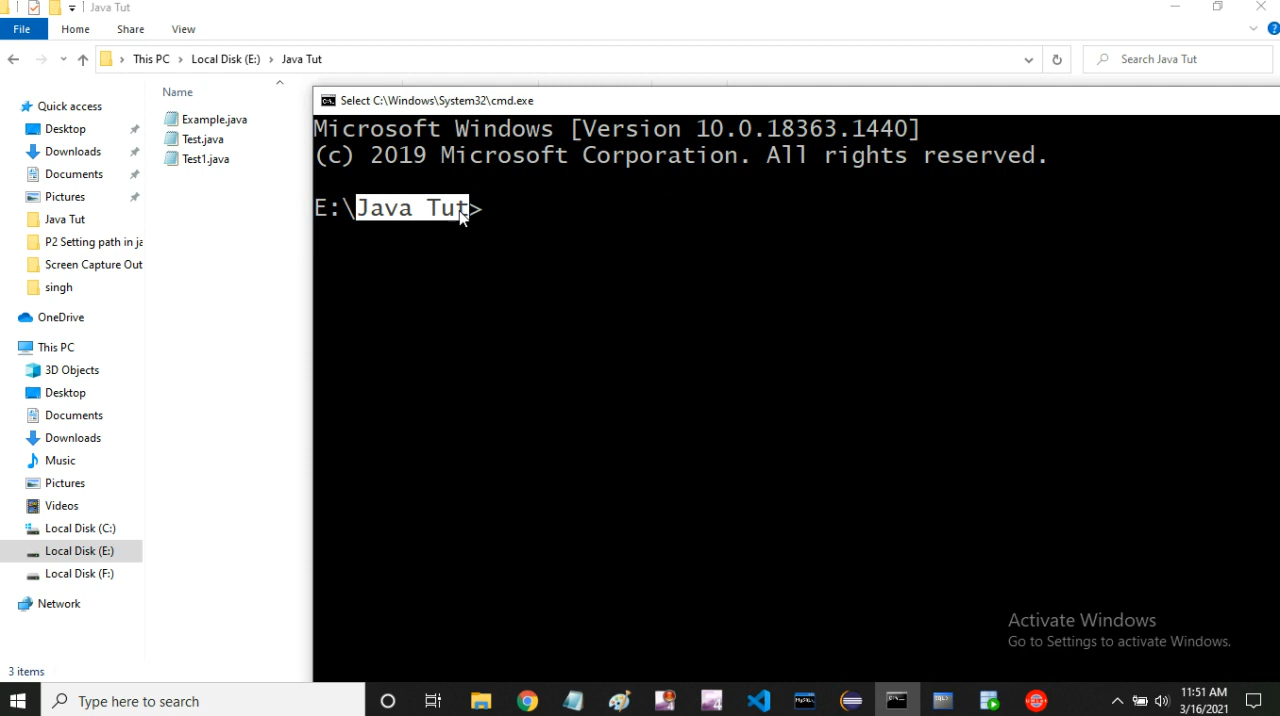 Java Tut
File Home Share View
This PC Local Disk (E:) Java Tut
Search Java Tut
Name
Example.java
Test.java
Test1.java
Quick access
Desktop
Downloads
Documents
Pictures
Java Tut
P2 Setting path in ja
Screen Capture Out
singh
OneDrive
This PC
3D Objects
Desktop
Documents
Downloads
Music
Pictures
Videos
Local Disk (C:)
Local Disk (E:)
Local Disk (F:)
Network
3 items
Select C:\Windows\System32\cmd.exe
Microsoft Windows [Version 10.0.18363.1440]
(c) 2019 Microsoft Corporation. All rights reserved.
E:\Java Tut>
Activate Windows
Go to Settings to activate Windows.
Type here to search
11:51 AM
3/16/2021